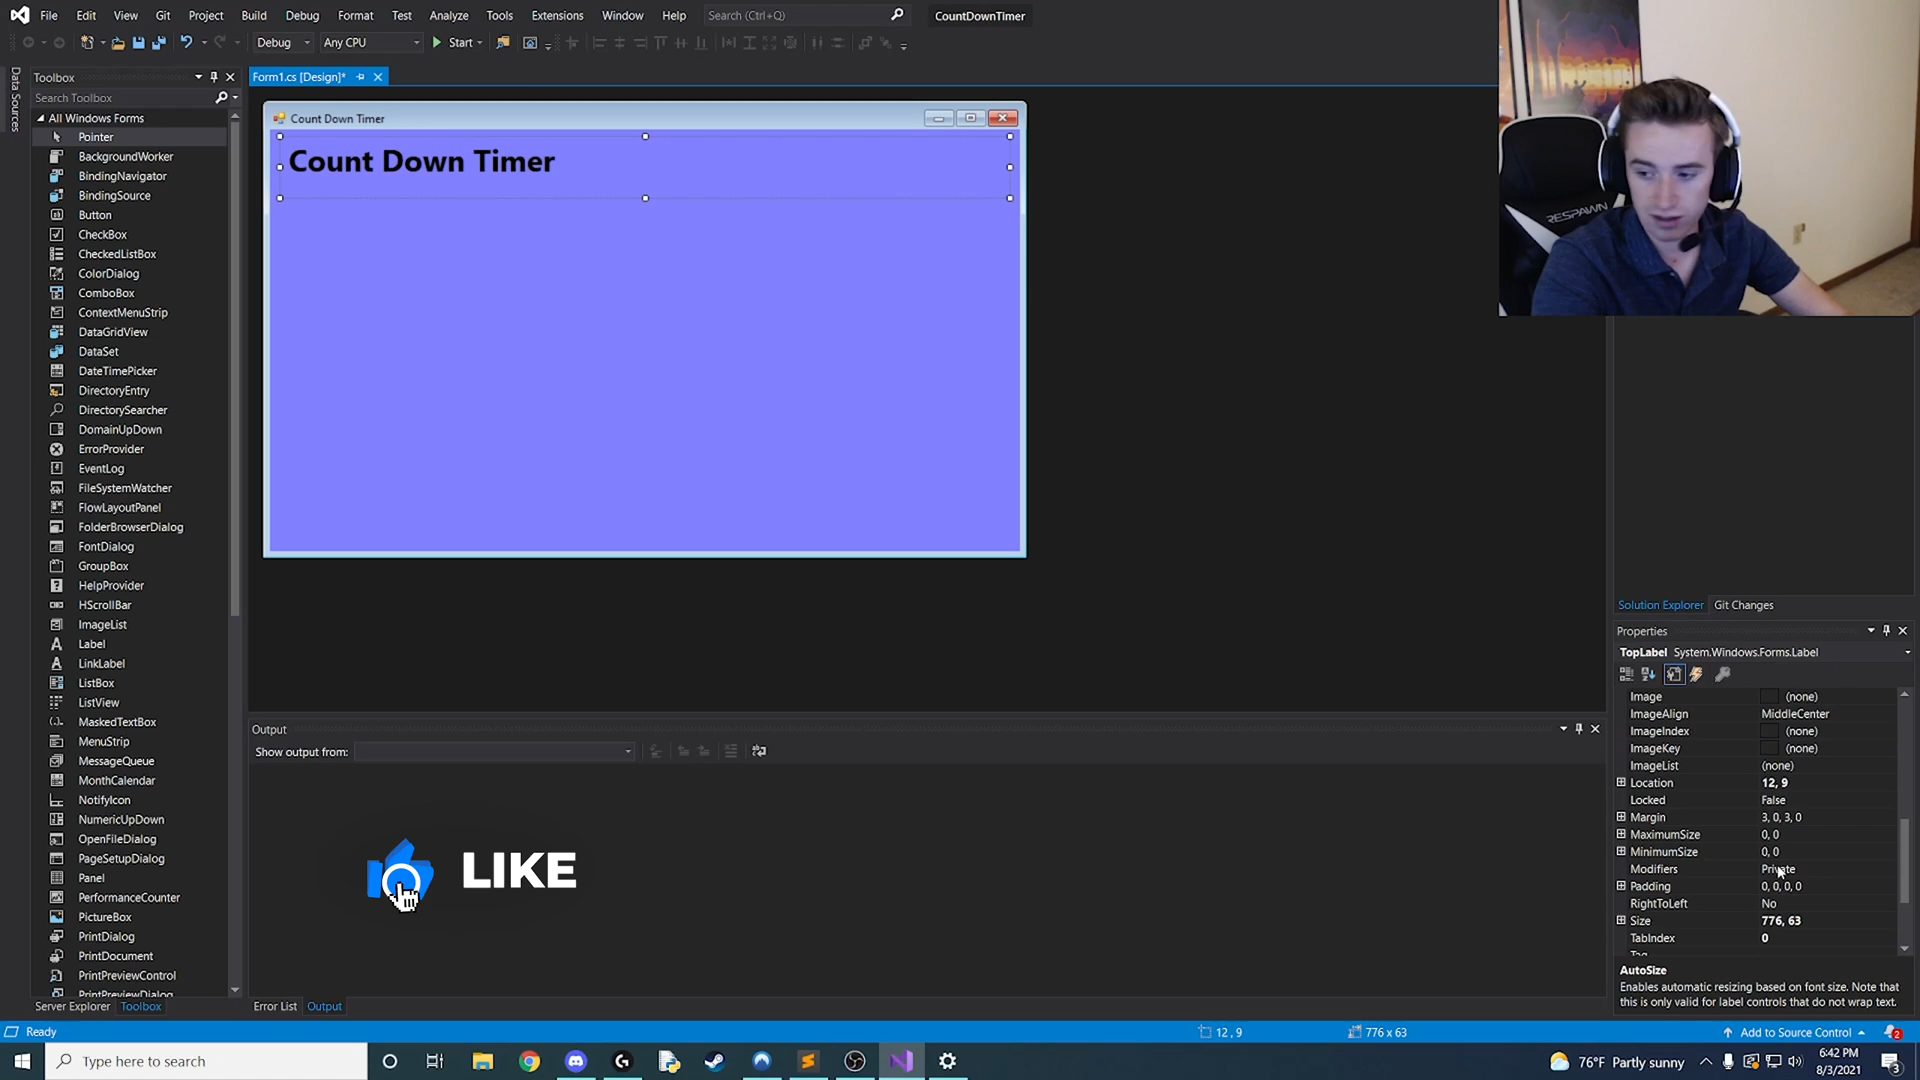 File Edit View Git Project Build Debug Format Test Analyze Tools Extensions Window Help Search (Ctrl+Q) CountDownTimer
Debug Any CPU Start
Data Sources
Toolbox
Search Toolbox
All Windows Forms
Pointer
BackgroundWorker
BindingNavigator
BindingSource
Button
CheckBox
CheckedListBox
ColorDialog
ComboBox
ContextMenuStrip
DataGridView
DataSet
DateTimePicker
DirectoryEntry
DirectorySearcher
DomainUpDown
ErrorProvider
EventLog
FileSystemWatcher
FlowLayoutPanel
FolderBrowserDialog
FontDialog
GroupBox
HelpProvider
HScrollBar
ImageList
Label
LinkLabel
ListBox
ListView
MaskedTextBox
MenuStrip
MessageQueue
MonthCalendar
NotifyIcon
NumericUpDown
OpenFileDialog
PageSetupDialog
Panel
PerformanceCounter
PictureBox
PrintDialog
PrintDocument
PrintPreviewControl
PrintPreviewDialog
Server Explorer Toolbox
Form1.cs [Design]*
Count Down Timer
Count Down Timer
RESPAWN
Output
Show output from:
LIKE
Error List Output
Solution Explorer Git Changes
Properties
TopLabel System.Windows.Forms.Label
Image (none)
ImageAlign MiddleCenter
ImageIndex (none)
ImageKey (none)
ImageList (none)
Location 12, 9
Locked False
Margin 3, 0, 3, 0
MaximumSize 0, 0
MinimumSize 0, 0
Modifiers Private
Padding 0, 0, 0, 0
RightToLeft No
Size 776, 63
TabIndex 0
Tag
AutoSize
Enables automatic resizing based on font size. Note that
this is only valid for label controls that do not wrap text.
Ready 12 , 9 776 x 63 Add to Source Control 2
Type here to search 76°F Partly sunny 6:42 PM
8/3/2021 3